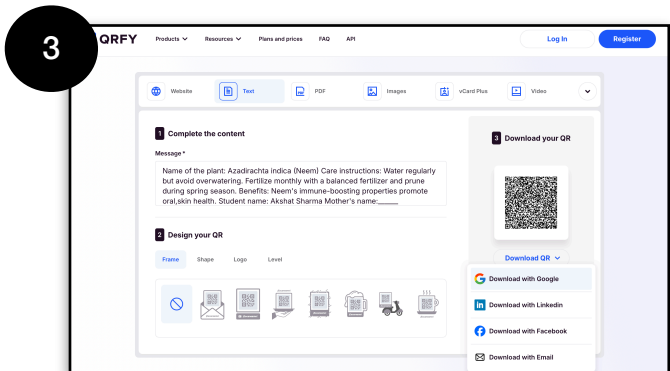 3
QRFY
Products
Resources
Plans and prices
FAQ
API
Log In
Register
Website
Text
PDF
Images
vCard Plus
Video
1 Complete the content
Message*
Name of the plant: Azadirachta indica (Neem) Care instructions: Water regularly
but avoid overwatering. Fertilize monthly with a balanced fertilizer and prune
during spring season. Benefits: Neem's immune-boosting properties promote
oral,skin health. Student name: Akshat Sharma Mother's name:______
2 Design your QR
Frame
Shape
Logo
Level
3 Download your QR
Download QR
Download with Google
Download with Linkedin
Download with Facebook
Download with Email